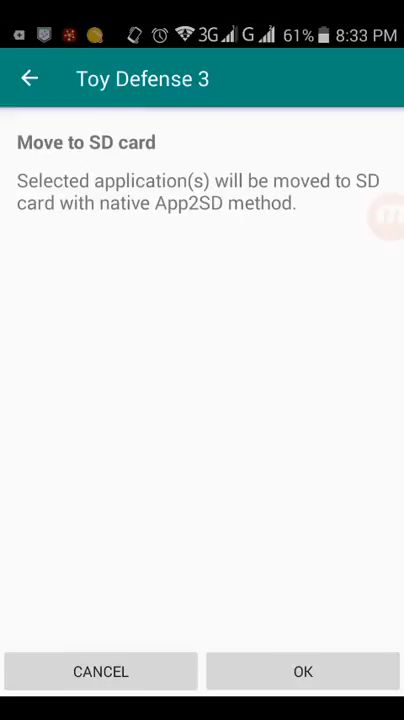 3G G 61% 8:33 PM
Toy Defense 3
Move to SD card
Selected application(s) will be moved to SD
card with native App2SD method.
CANCEL OK